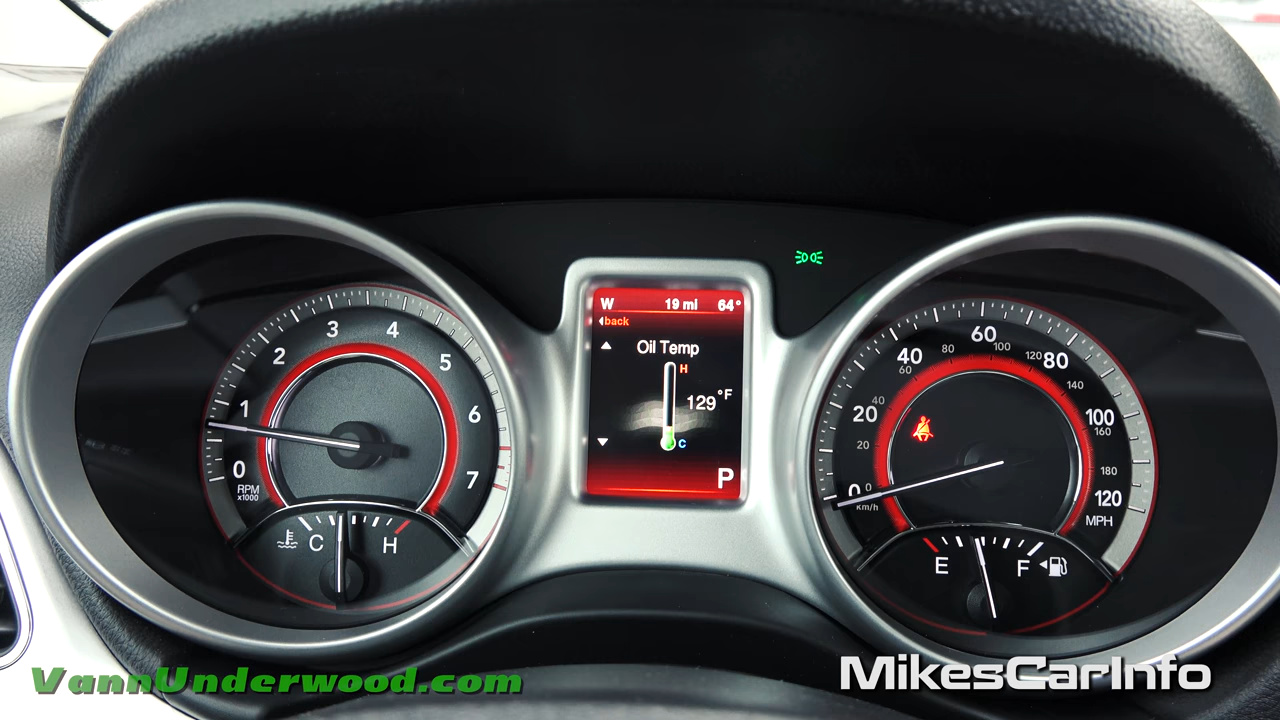 3 4
2 5
1 6
0 7
RPM
x1000
C H
W 19 mi 64°
back
Oil Temp
H
129 °F
C
P
60
40 80
20 100
0 120
MPH
80 100 120
60 140
40 160
20 180
0
km/h
E F
VannUnderwood.com
MikesCarInfo